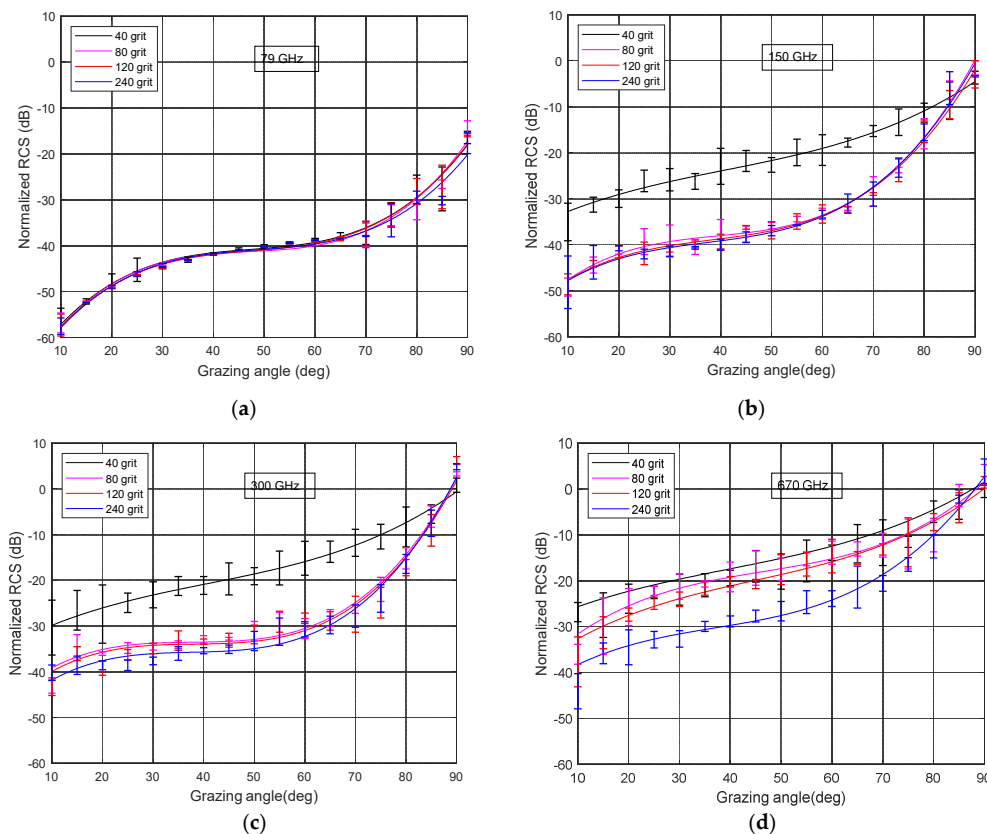 10
0
-10
-20
-30
-40
-50
-60
Normalized RCS (dB)
40 grit
80 grit
120 grit
240 grit
79 GHz
10 20 30 40 50 60 70 80 90
Grazing angle (deg)
(a)
10
0
-10
-20
-30
-40
-50
-60
Normalized RCS (dB)
40 grit
80 grit
120 grit
240 grit
150 GHz
10 20 30 40 50 60 70 80 90
Grazing angle(deg)
(b)
10
0
-10
-20
-30
-40
-50
-60
Normalized RCS (dB)
40 grit
80 grit
120 grit
240 grit
300 GHz
10 20 30 40 50 60 70 80 90
Grazing angle(deg)
(c)
10
0
-10
-20
-30
-40
-50
-60
Normalized RCS (dB)
40 grit
80 grit
120 grit
240 grit
670 GHz
10 20 30 40 50 60 70 80 90
Grazing angle(deg)
(d)